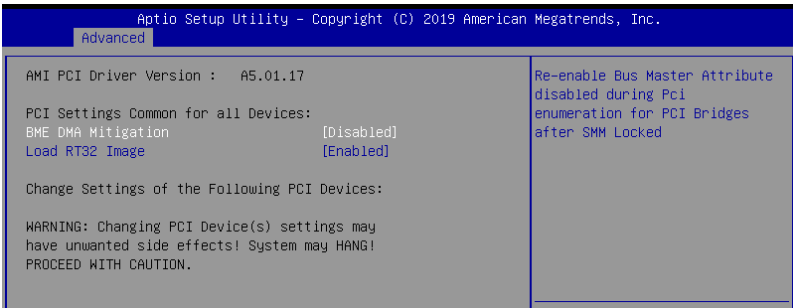 Aptio Setup Utility – Copyright (C) 2019 American Megatrends, Inc.
Advanced
AMI PCI Driver Version : A5.01.17
PCI Settings Common for all Devices:
BME DMA Mitigation [Disabled]
Load RT32 Image [Enabled]
Change Settings of the Following PCI Devices:
WARNING: Changing PCI Device(s) settings may
have unwanted side effects! System may HANG!
PROCEED WITH CAUTION.
Re-enable Bus Master Attribute
disabled during Pci
enumeration for PCI Bridges
after SMM Locked